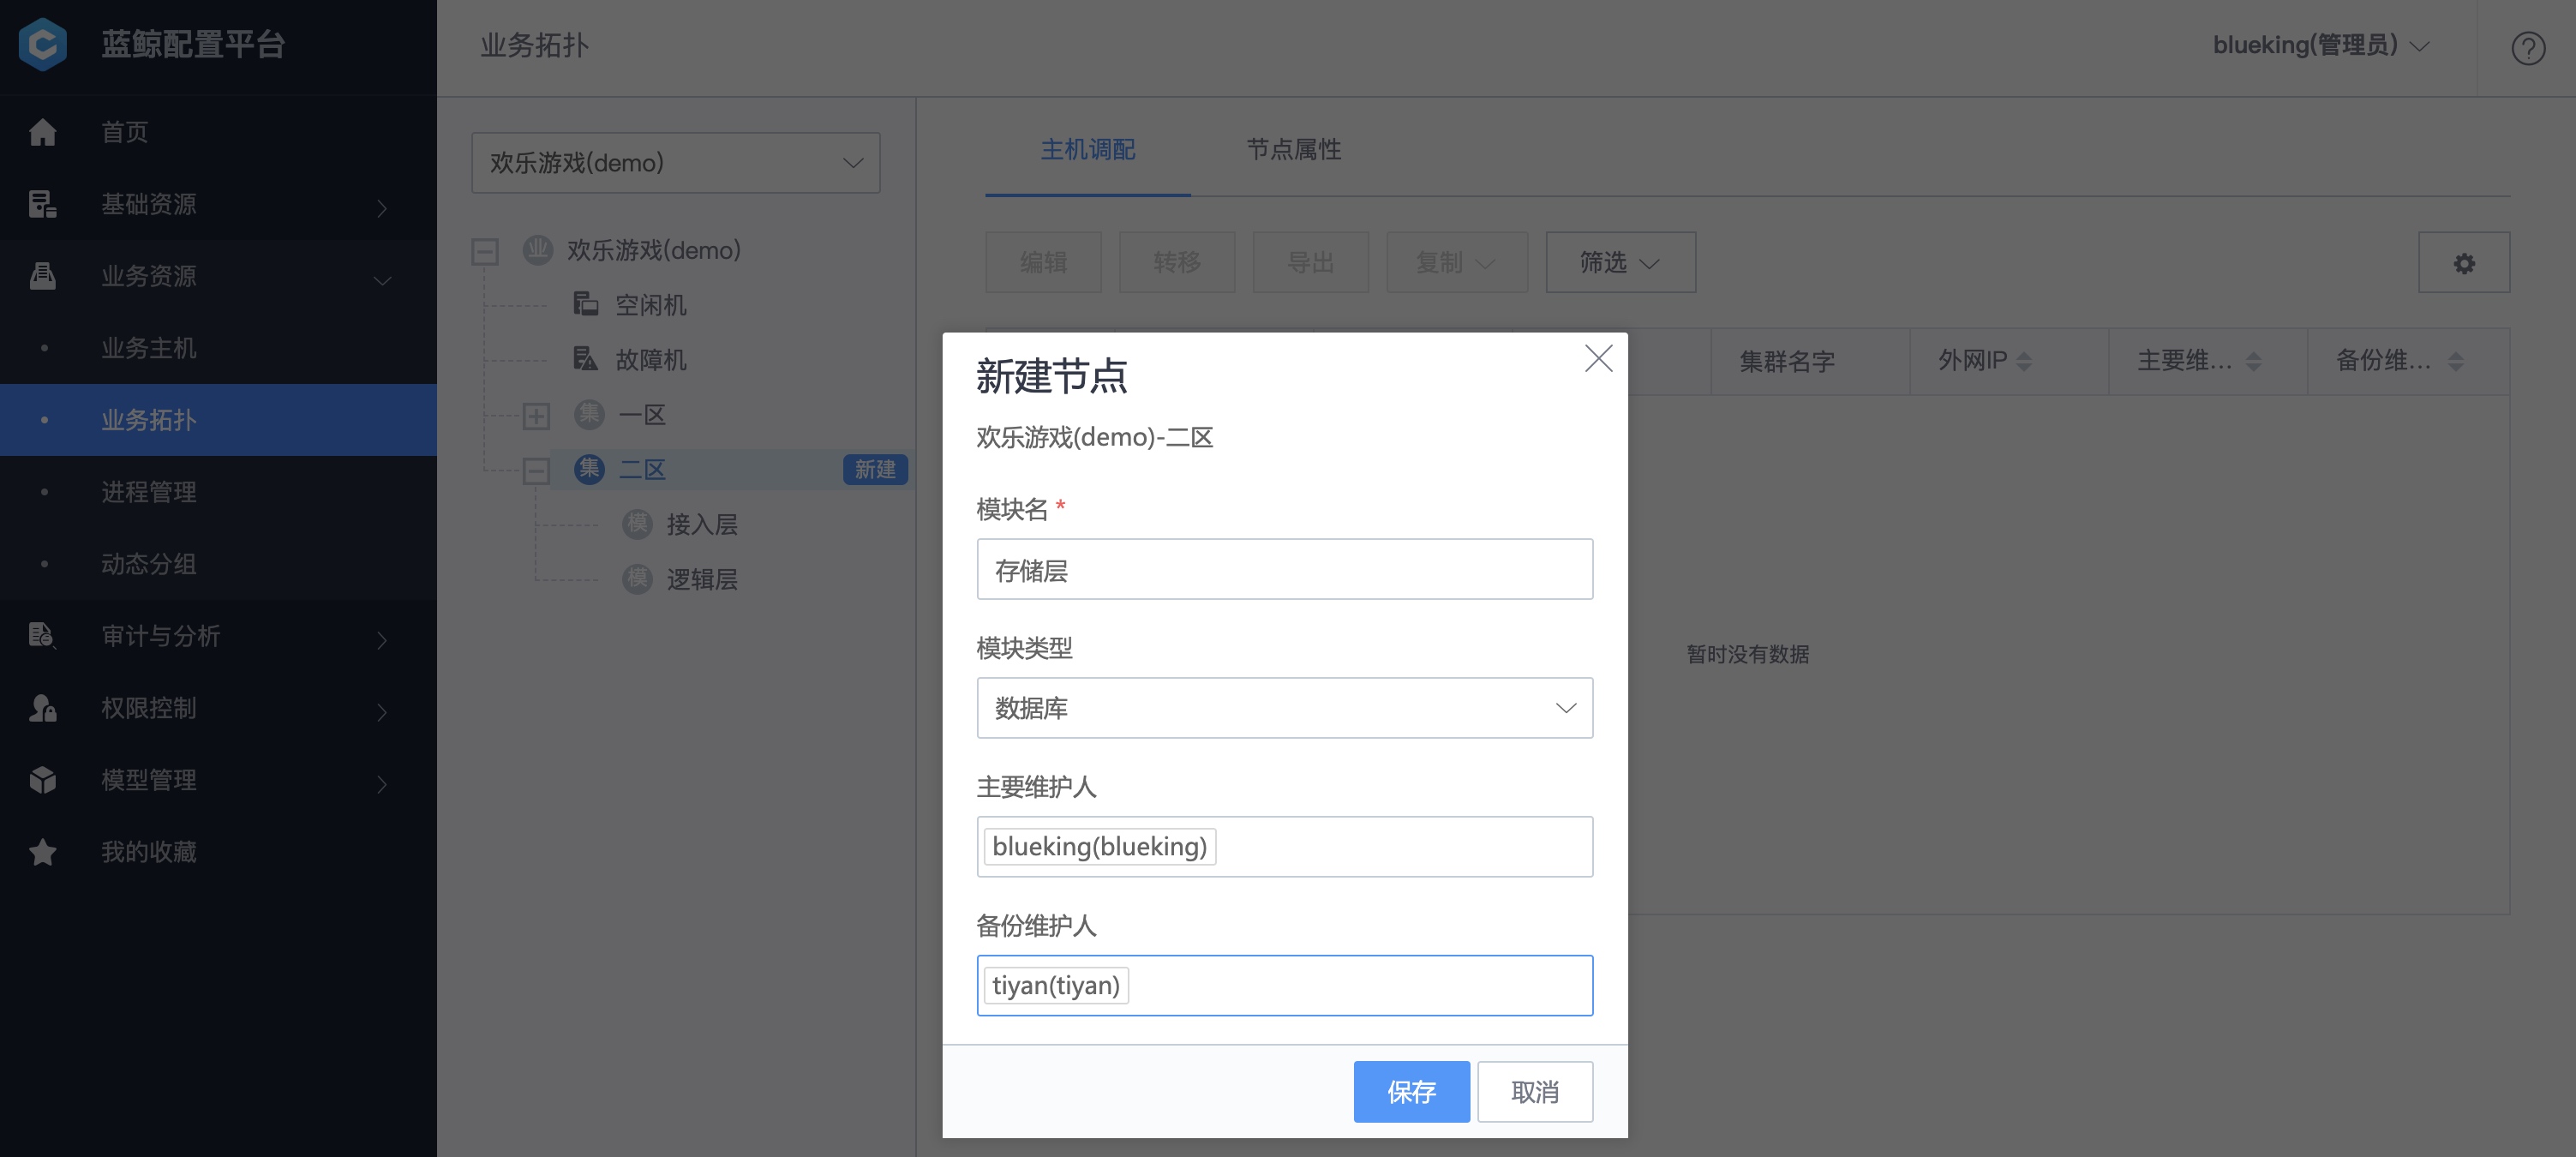 蓝鲸配置平台
业务拓扑
blueking(管理员)
首页
基础资源
业务资源
业务主机
业务拓扑
进程管理
动态分组
审计与分析
权限控制
模型管理
我的收藏
欢乐游戏(demo)
业 欢乐游戏(demo)
空闲机
故障机
集 一区
集 二区 新建
模 接入层
模 逻辑层
主机调配 节点属性
编辑 转移 导出 复制 筛选
集群名字 外网IP 主要维... 备份维...
暂时没有数据
新建节点
欢乐游戏(demo)-二区
模块名 *
存储层
模块类型
数据库
主要维护人
blueking(blueking)
备份维护人
tiyan(tiyan)
保存 取消